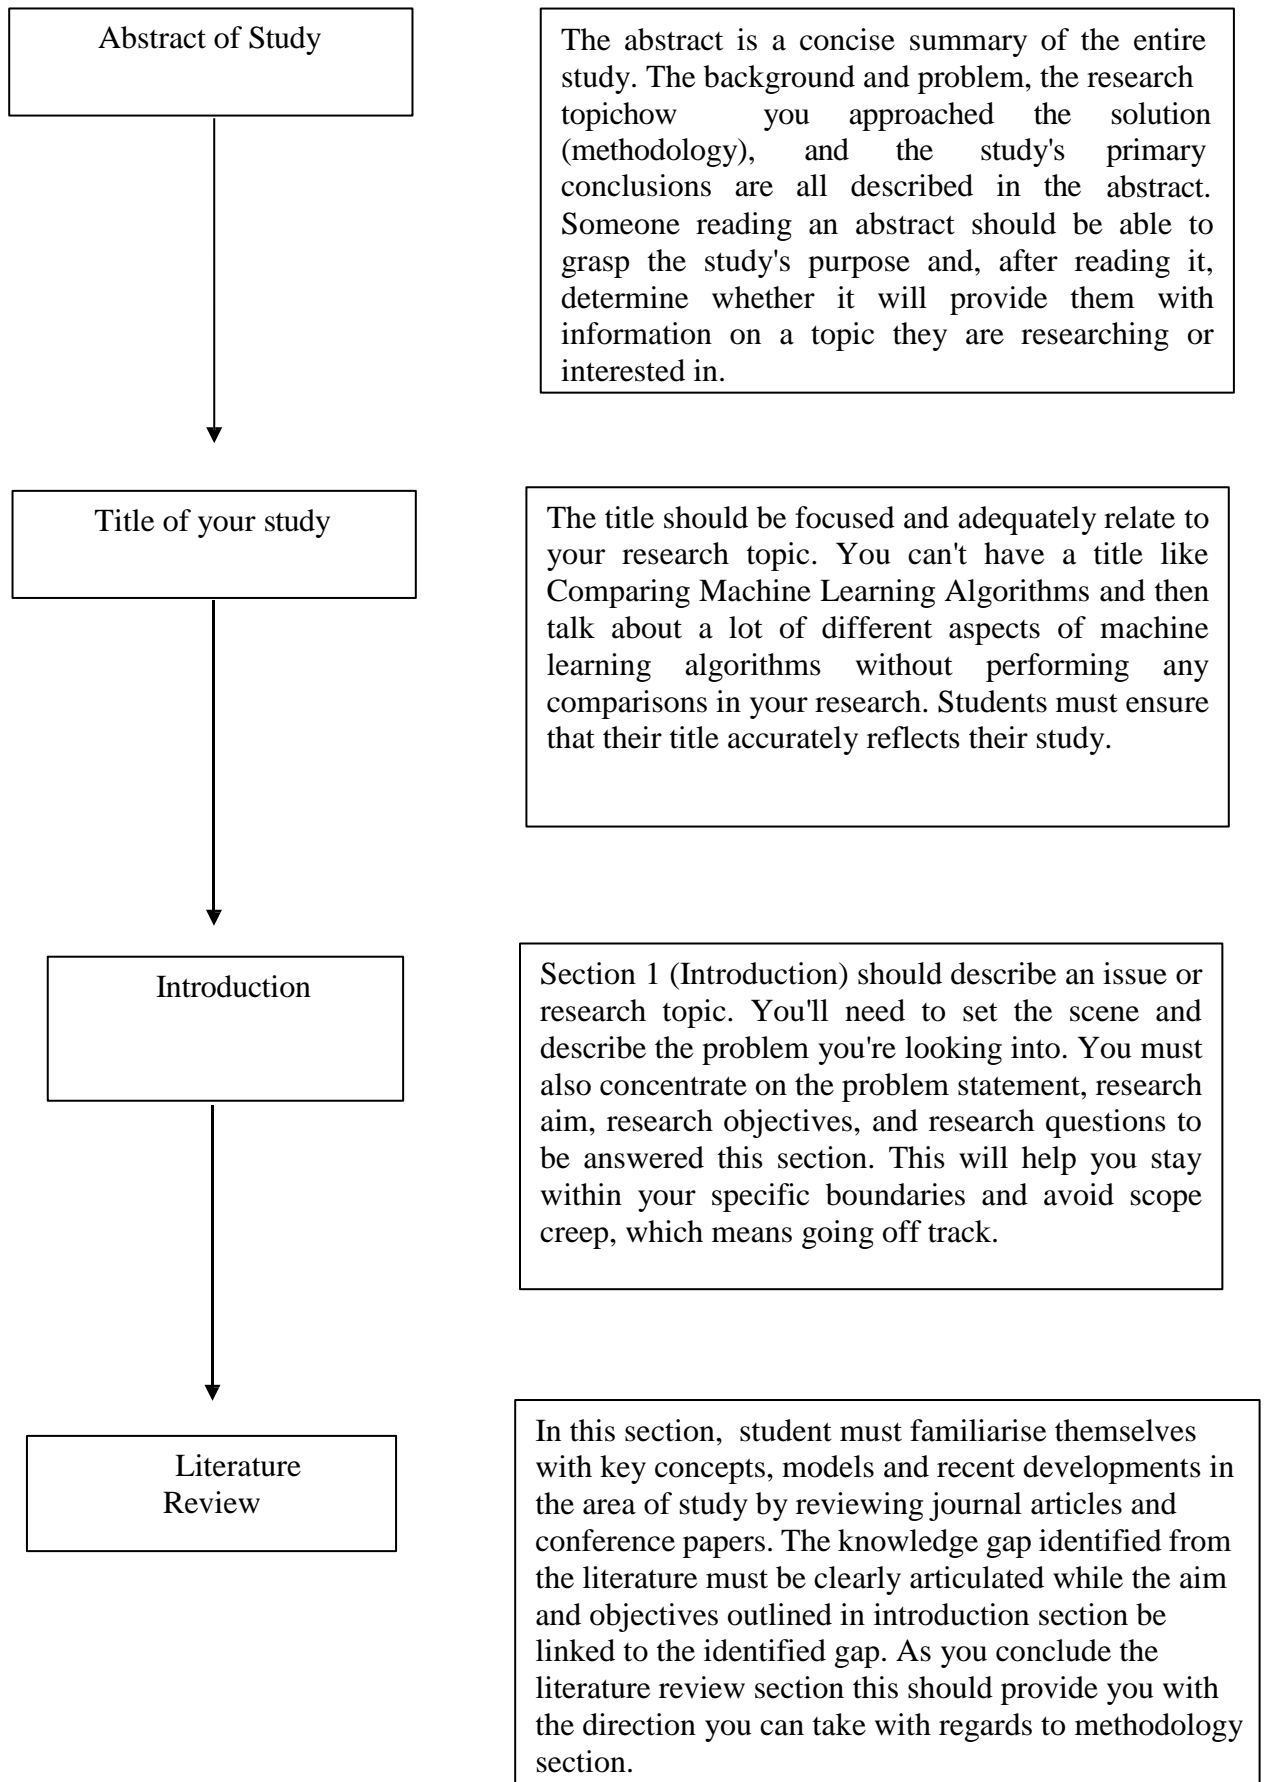 Abstract of Study
The abstract is a concise summary of the entire
study. The background and problem, the research
topichow you approached the solution
(methodology), and the study's primary
conclusions are all described in the abstract.
Someone reading an abstract should be able to
grasp the study's purpose and, after reading it,
determine whether it will provide them with
information on a topic they are researching or
interested in.
Title of your study
The title should be focused and adequately relate to
your research topic. You can't have a title like
Comparing Machine Learning Algorithms and then
talk about a lot of different aspects of machine
learning algorithms without performing any
comparisons in your research. Students must ensure
that their title accurately reflects their study.
Introduction
Section 1 (Introduction) should describe an issue or
research topic. You'll need to set the scene and
describe the problem you're looking into. You must
also concentrate on the problem statement, research
aim, research objectives, and research questions to
be answered this section. This will help you stay
within your specific boundaries and avoid scope
creep, which means going off track.
Literature
Review
In this section, student must familiarise themselves
with key concepts, models and recent developments in
the area of study by reviewing journal articles and
conference papers. The knowledge gap identified from
the literature must be clearly articulated while the aim
and objectives outlined in introduction section be
linked to the identified gap. As you conclude the
literature review section this should provide you with
the direction you can take with regards to methodology
section.